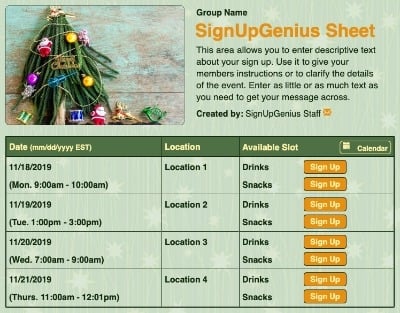 Group Name
SignUpGenius Sheet
This area allows you to enter descriptive text
about your sign up. Use it to give your
members instructions or to clarify the details
of the event. Enter as little or as much text as
you need to get your message across.
Created by: SignUpGenius Staff
Date (mm/dd/yyyy EST) Location Available Slot Calendar
11/18/2019 Location 1 Drinks Sign Up
(Mon. 9:00am - 10:00am) Snacks Sign Up
11/19/2019 Location 2 Drinks Sign Up
(Tue. 1:00pm - 3:00pm) Snacks Sign Up
11/20/2019 Location 3 Drinks Sign Up
(Wed. 7:00am - 9:00am) Snacks Sign Up
11/21/2019 Location 4 Drinks Sign Up
(Thurs. 11:00am - 12:01pm) Snacks Sign Up